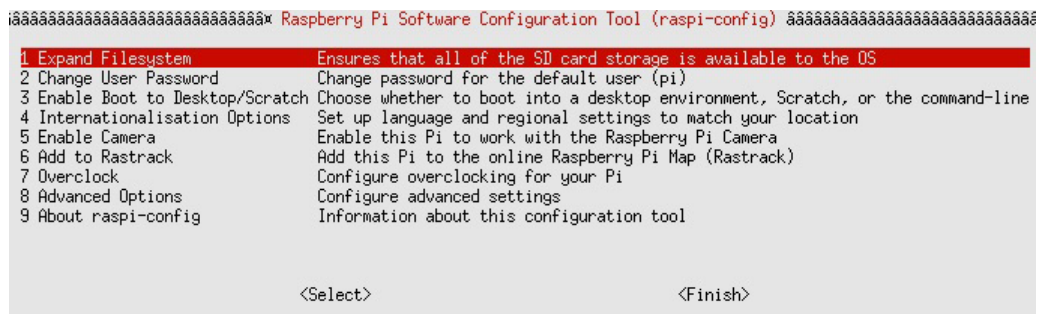 Raspberry Pi Software Configuration Tool (raspi-config)
1 Expand Filesystem Ensures that all of the SD card storage is available to the OS
2 Change User Password Change password for the default user (pi)
3 Enable Boot to Desktop/Scratch Choose whether to boot into a desktop environment, Scratch, or the command-line
4 Internationalisation Options Set up language and regional settings to match your location
5 Enable Camera Enable this Pi to work with the Raspberry Pi Camera
6 Add to Rastrack Add this Pi to the online Raspberry Pi Map (Rastrack)
7 Overclock Configure overclocking for your Pi
8 Advanced Options Configure advanced settings
9 About raspi-config Information about this configuration tool
<Select> <Finish>